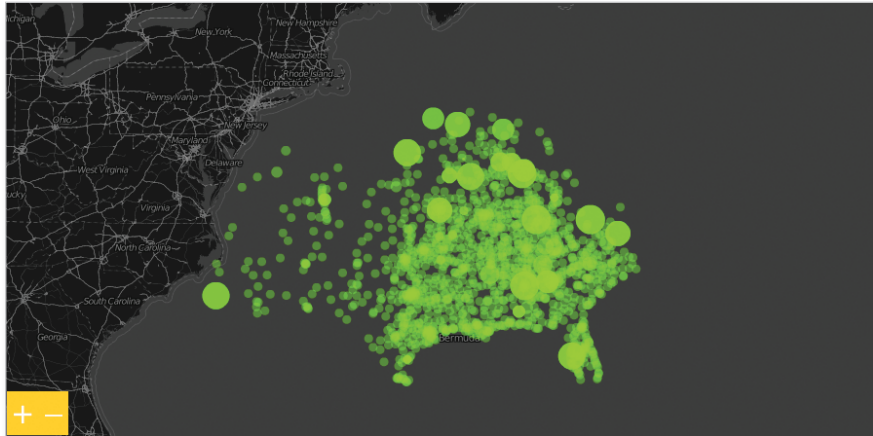 Michigan
New Hampshire
New York
Massachusetts
Rhode Island
Connecticut
Pennsylvania
Ohio
New Jersey
Maryland
Delaware
West Virginia
ucky
Virginia
North Carolina
South Carolina
Georgia
Bermuda
+ −